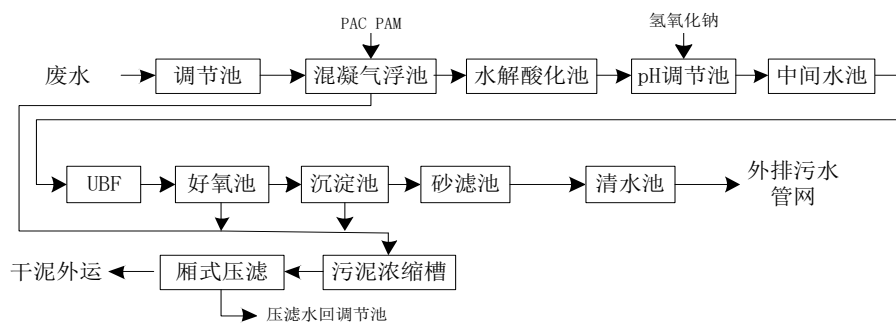 PAC PAM
氢氧化钠
废水
调节池
混凝气浮池
水解酸化池
pH调节池
中间水池
UBF
好氧池
沉淀池
砂滤池
清水池
外排污水
管网
干泥外运
厢式压滤
污泥浓缩槽
压滤水回调节池